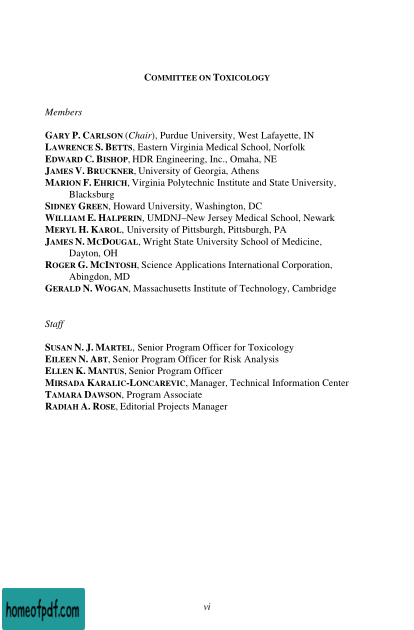 COMMITTEE ON TOXICOLOGY
Members
GARY P. CARLSON (Chair), Purdue University, West Lafayette, IN
LAWRENCE S. BETTS, Eastern Virginia Medical School, Norfolk
EDWARD C. BISHOP, HDR Engineering, Inc., Omaha, NE
JAMES V. BRUCKNER, University of Georgia, Athens
MARION F. EHRICH, Virginia Polytechnic Institute and State University,
Blacksburg
SIDNEY GREEN, Howard University, Washington, DC
WILLIAM E. HALPERIN, UMDNJ–New Jersey Medical School, Newark
MERYL H. KAROL, University of Pittsburgh, Pittsburgh, PA
JAMES N. MCDOUGAL, Wright State University School of Medicine,
Dayton, OH
ROGER G. MCINTOSH, Science Applications International Corporation,
Abingdon, MD
GERALD N. WOGAN, Massachusetts Institute of Technology, Cambridge
Staff
SUSAN N. J. MARTEL, Senior Program Officer for Toxicology
EILEEN N. ABT, Senior Program Officer for Risk Analysis
ELLEN K. MANTUS, Senior Program Officer
MIRSADA KARALIC-LONCAREVIC, Manager, Technical Information Center
TAMARA DAWSON, Program Associate
RADIAH A. ROSE, Editorial Projects Manager
vi
homeofpdf.com